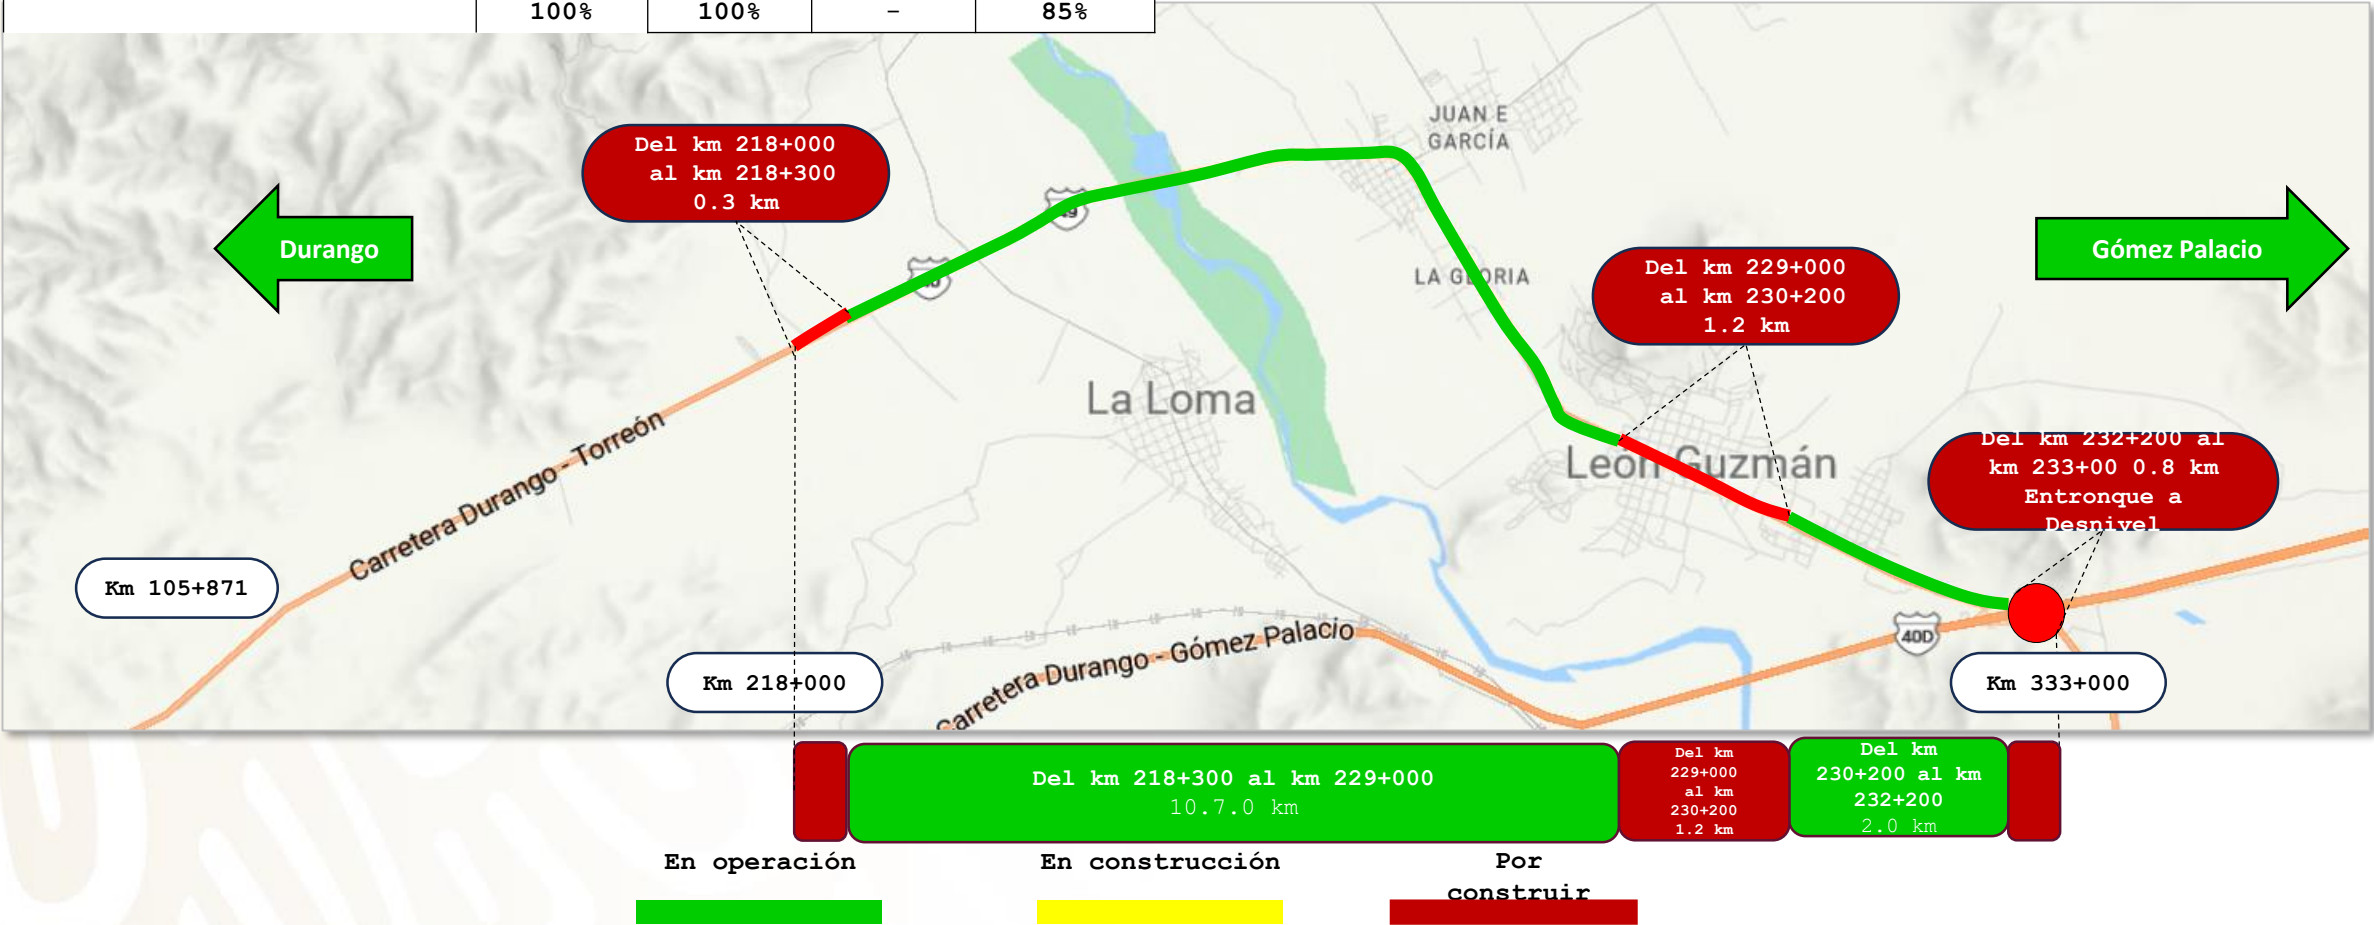 100% 100% – 85%
JUAN E
GARCÍA
Del km 218+000
al km 218+300
0.3 km
Durango
Gómez Palacio
Del km 229+000
al km 230+200
1.2 km
LA GLORIA
La Loma
Carretera Durango - Torreón
León Guzmán
Del km 232+200 al
km 233+00 0.8 km
Entronque a
Desnivel
Km 105+871
40D
Carretera Durango - Gómez Palacio
Km 218+000
Km 333+000
Del km 218+300 al km 229+000
10.7.0 km
Del km
229+000
al km
230+200
1.2 km
Del km
230+200 al km
232+200
2.0 km
En operación
En construcción
Por
construir